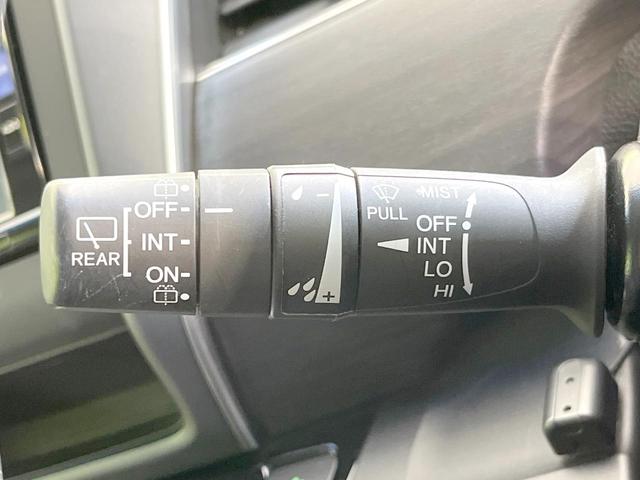 OFF
INT
REAR
ON
-
+
PULL
MIST
OFF
INT
LO
HI